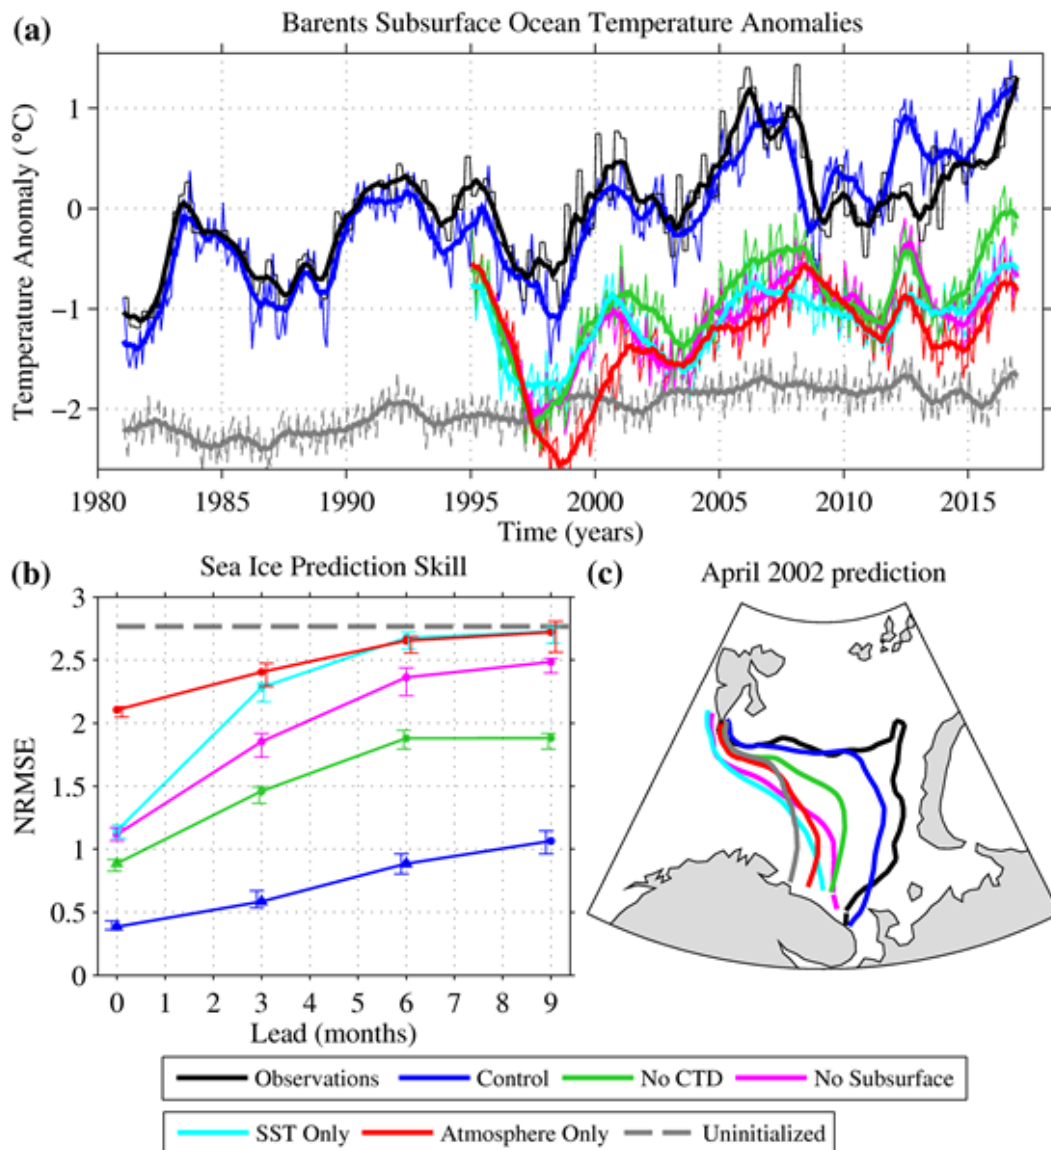 (a) Barents Subsurface Ocean Temperature Anomalies
Temperature Anomaly (°C)
1
0
−1
−2
1980 1985 1990 1995 2000 2005 2010 2015
Time (years)
(b) Sea Ice Prediction Skill
NRMSE
3
2.5
2
1.5
1
0.5
0
0 1 2 3 4 5 6 7 8 9
Lead (months)
(c) April 2002 prediction
Observations Control No CTD No Subsurface
SST Only Atmosphere Only Uninitialized